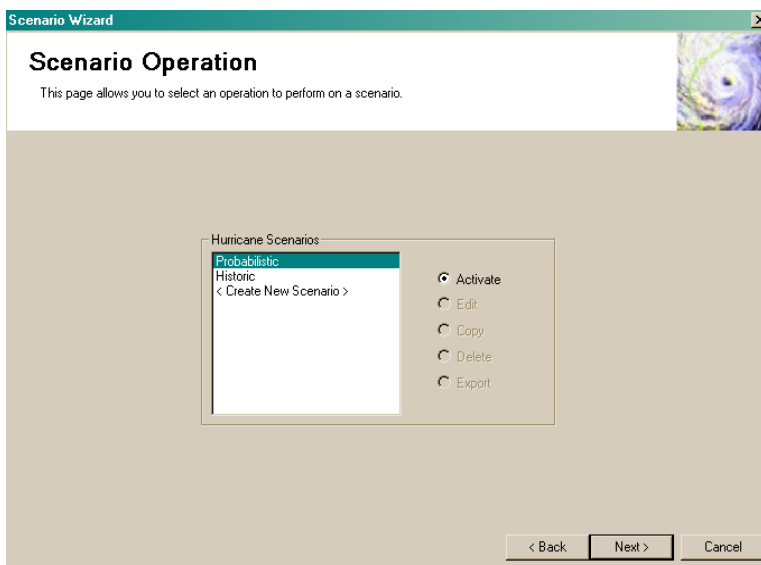 Scenario Wizard
Scenario Operation
This page allows you to select an operation to perform on a scenario.
Hurricane Scenarios
Probabilistic
Historic
< Create New Scenario >
Activate
Edit
Copy
Delete
Export
< Back
Next >
Cancel